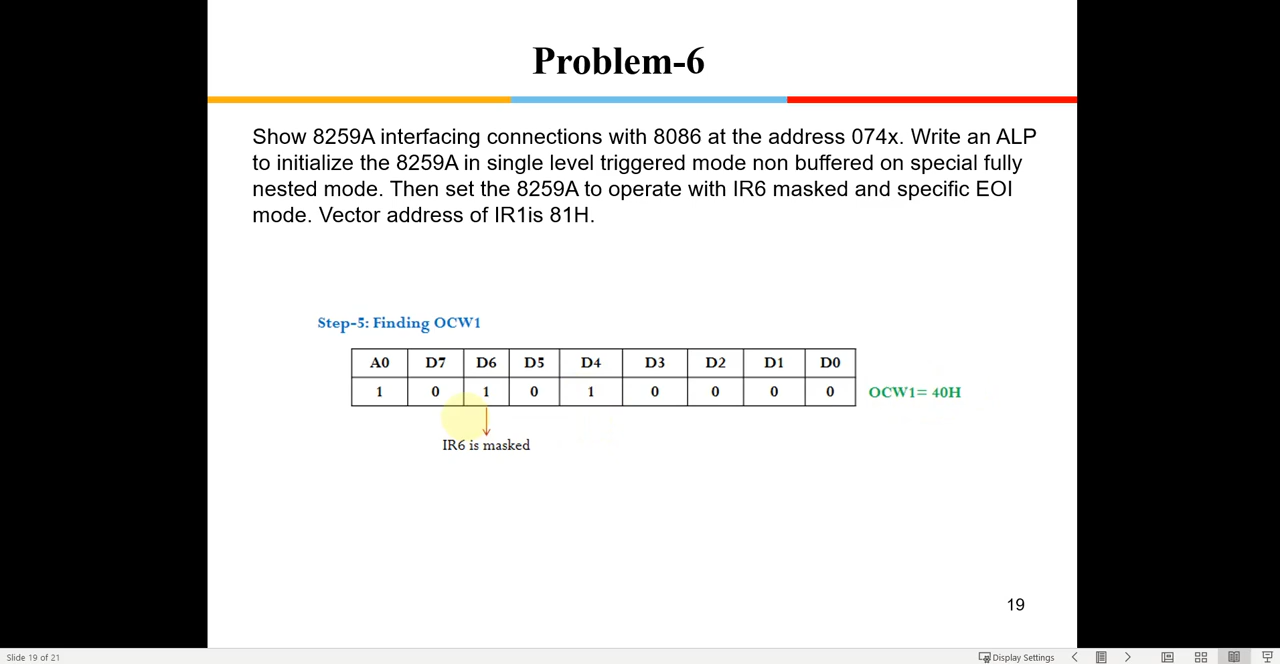 Problem-6
Show 8259A interfacing connections with 8086 at the address 074x. Write an ALP
to initialize the 8259A in single level triggered mode non buffered on special fully
nested mode. Then set the 8259A to operate with IR6 masked and specific EOI
mode. Vector address of IR1is 81H.
Step-5: Finding OCW1
A0 D7 D6 D5 D4 D3 D2 D1 D0
1 0 1 0 1 0 0 0 0 OCW1= 40H
IR6 is masked
19
Slide 19 of 21 Display Settings